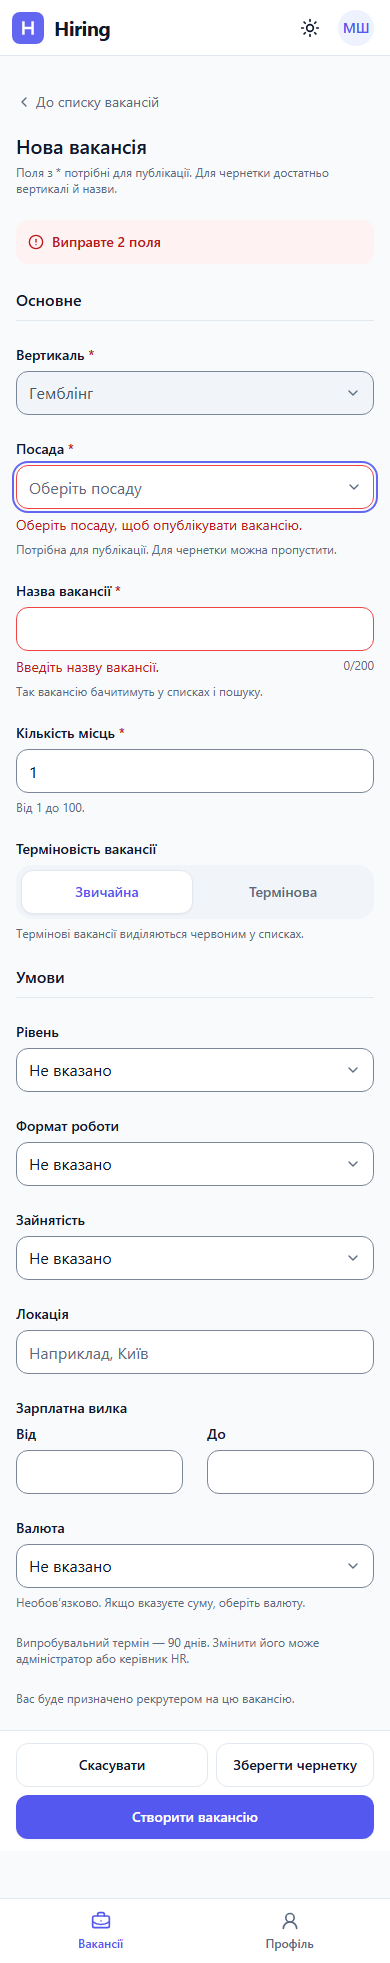 H Hiring
МШ
До списку вакансій
Нова вакансія
Поля з * потрібні для публікації. Для чернетки достатньо
вертикалі й назви.
Виправте 2 поля
Основне
Вертикаль *
Гемблінг
Посада *
Оберіть посаду
Оберіть посаду, щоб опублікувати вакансію.
Потрібна для публікації. Для чернетки можна пропустити.
Назва вакансії *
Введіть назву вакансії.
0/200
Так вакансію бачитимуть у списках і пошуку.
Кількість місць *
1
Від 1 до 100.
Терміновість вакансії
Звичайна
Термінова
Термінові вакансії виділяються червоним у списках.
Умови
Рівень
Не вказано
Формат роботи
Не вказано
Зайнятість
Не вказано
Локація
Наприклад, Київ
Зарплатна вилка
Від
До
Валюта
Не вказано
Необов'язково. Якщо вказуєте суму, оберіть валюту.
Випробувальний термін — 90 днів. Змінити його може
адміністратор або керівник HR.
Вас буде призначено рекрутером на цю вакансію.
Скасувати
Зберегти чернетку
Створити вакансію
Вакансії
Профіль